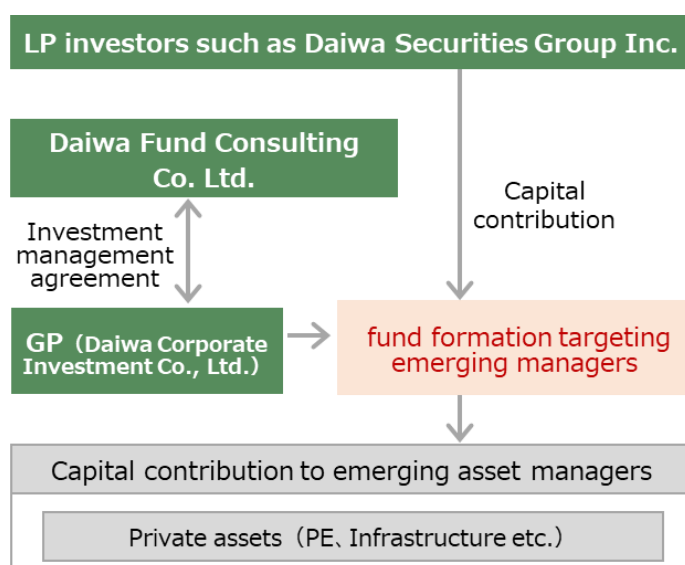 LP investors such as Daiwa Securities Group Inc.
Daiwa Fund Consulting
Co. Ltd.
Capital
contribution
Investment
management
agreement
GP（Daiwa Corporate
Investment Co., Ltd.）
fund formation targeting
emerging managers
Capital contribution to emerging asset managers
Private assets（PE、Infrastructure etc.）